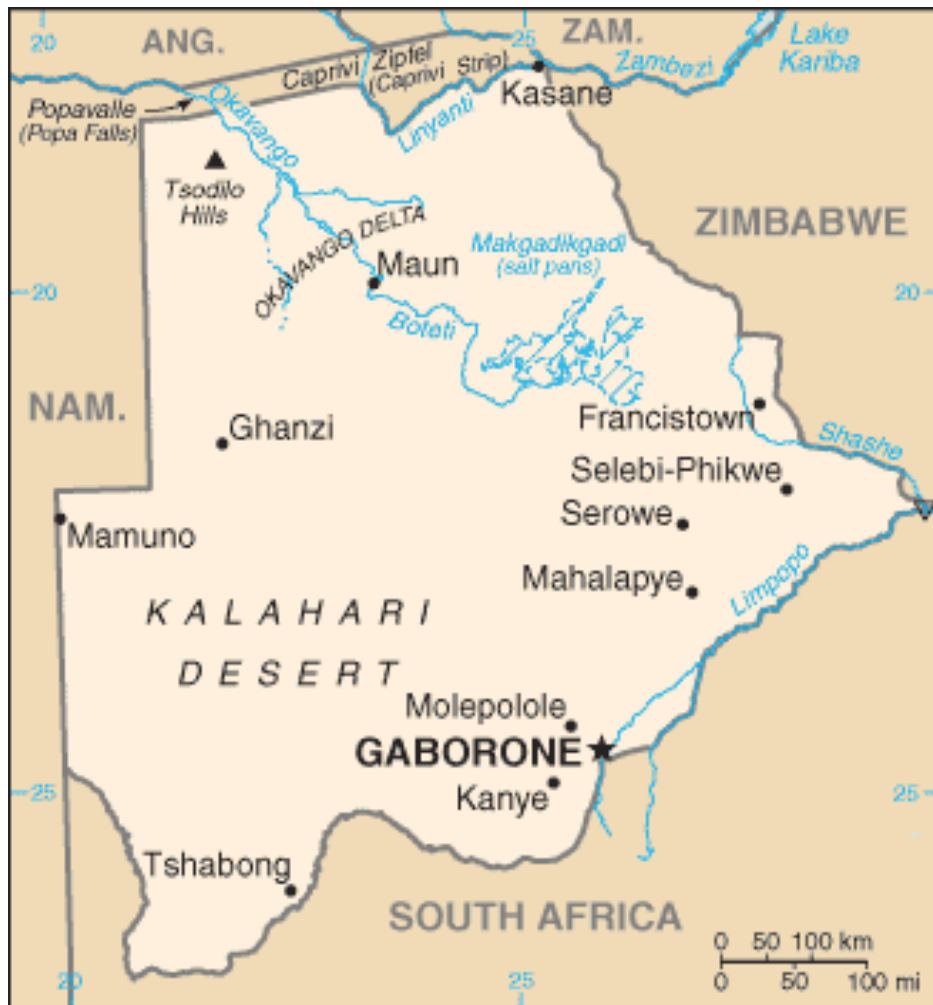 20
ANG.
25
ZAM.
Lake
Kariba
Caprivi Zipfel
(Caprivi Strip)
Zambezi
Popavalle
(Popa Falls)
Okavango
Linyanti
Kasane
Tsodilo
Hills
ZIMBABWE
OKAVANGO DELTA
Makgadikgadi
(salt pans)
Maun
20
20
Boteti
NAM.
Ghanzi
Francistown
Shashe
Selebi-Phikwe
Serowe
Mamuno
Mahalapye
Limpopo
KALAHARI
DESERT
Molepolole
GABORONE
25
Kanye
25
Tshabong
SOUTH AFRICA
0 50 100 km
0 50 100 mi
20
25